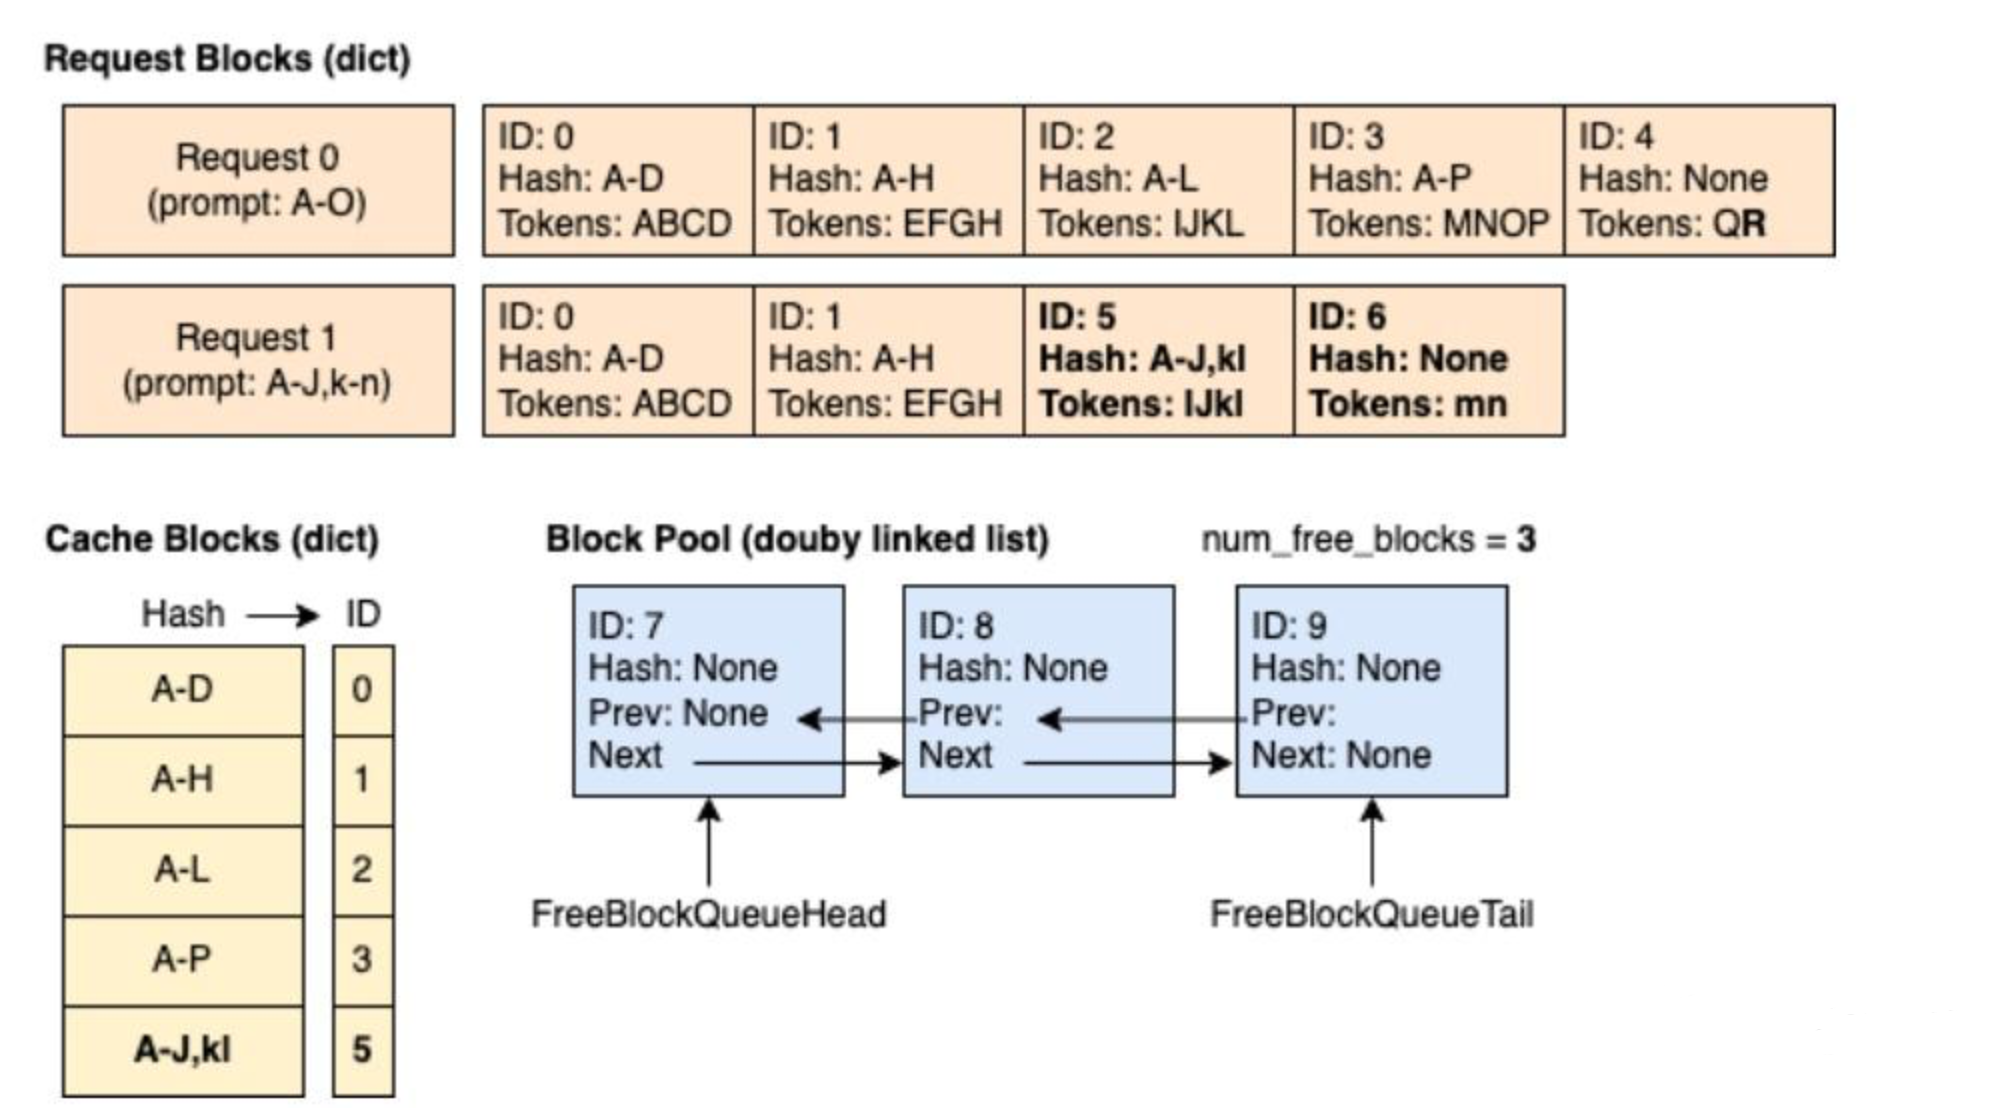 Request Blocks (dict)
Request 0
(prompt: A-O)
ID: 0
Hash: A-D
Tokens: ABCD
ID: 1
Hash: A-H
Tokens: EFGH
ID: 2
Hash: A-L
Tokens: IJKL
ID: 3
Hash: A-P
Tokens: MNOP
ID: 4
Hash: None
Tokens: QR
Request 1
(prompt: A-J,k-n)
ID: 0
Hash: A-D
Tokens: ABCD
ID: 1
Hash: A-H
Tokens: EFGH
ID: 5
Hash: A-J,kl
Tokens: IJkl
ID: 6
Hash: None
Tokens: mn
Cache Blocks (dict)
Hash ID
A-D 0
A-H 1
A-L 2
A-P 3
A-J,kl 5
Block Pool (douby linked list)
num_free_blocks = 3
ID: 7
Hash: None
Prev: None
Next
ID: 8
Hash: None
Prev:
Next
ID: 9
Hash: None
Prev:
Next: None
FreeBlockQueueHead
FreeBlockQueueTail